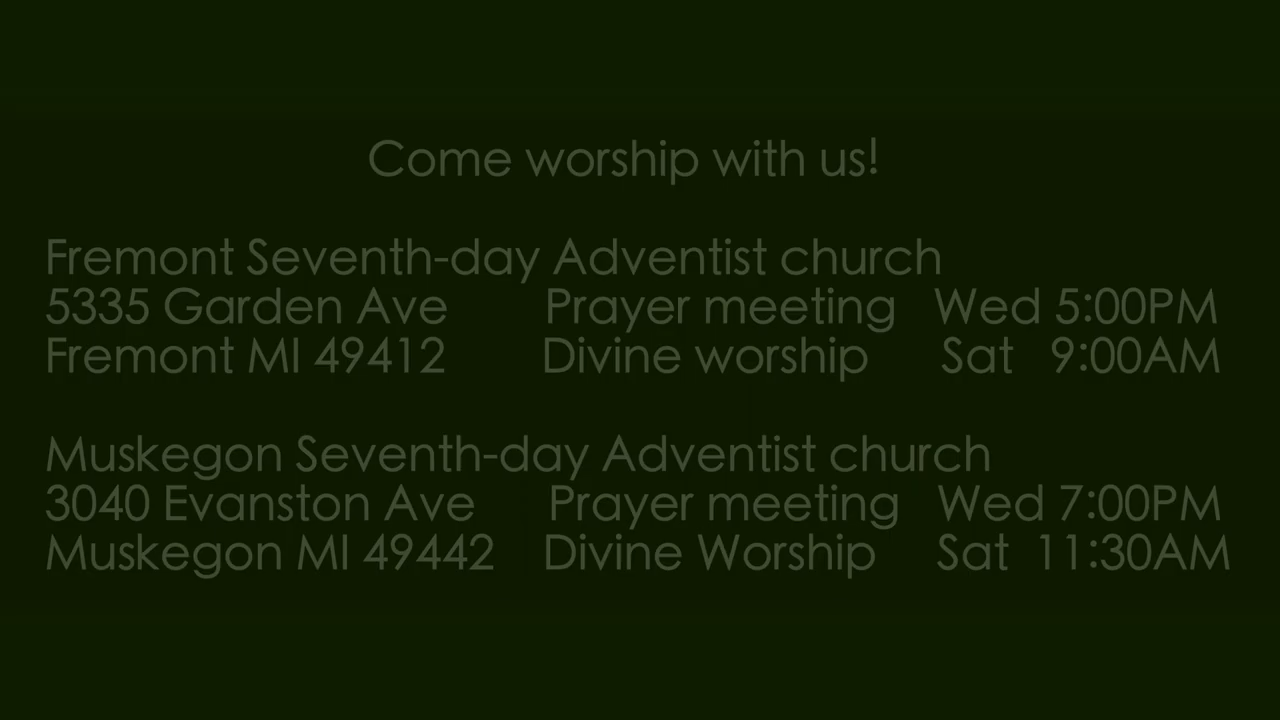 Come worship with us!
Fremont Seventh-day Adventist church
5335 Garden Ave Prayer meeting Wed 5:00PM
Fremont MI 49412 Divine worship Sat 9:00AM
Muskegon Seventh-day Adventist church
3040 Evanston Ave Prayer meeting Wed 7:00PM
Muskegon MI 49442 Divine Worship Sat 11:30AM